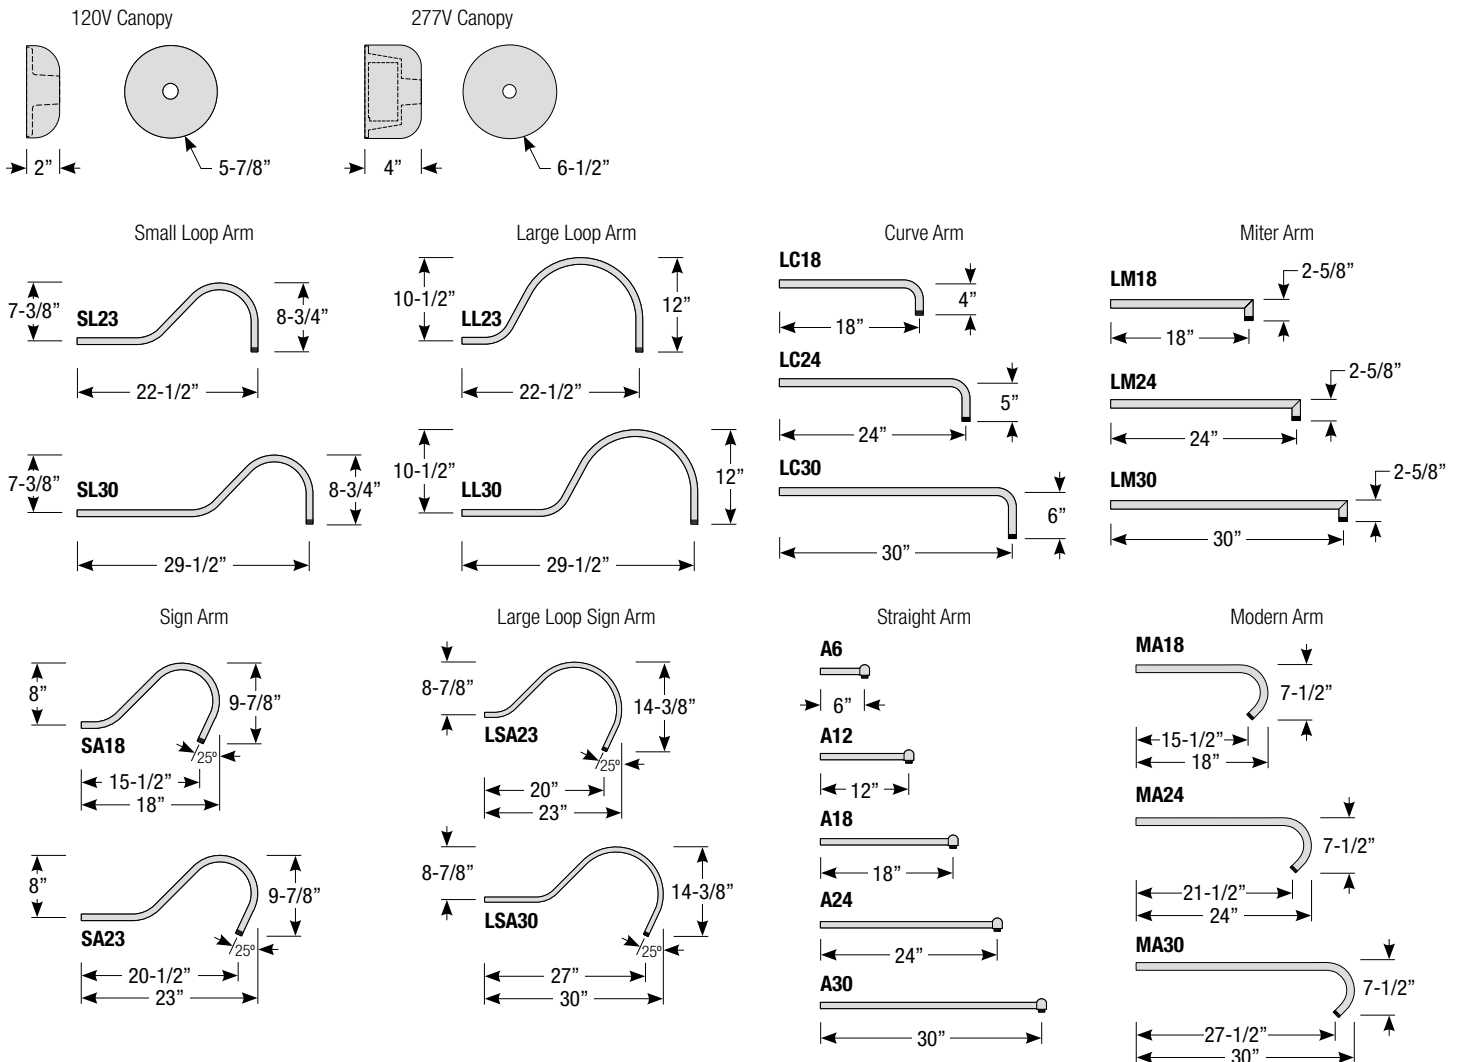 120V Canopy
277V Canopy
2”
5-7/8”
4”
6-1/2”
Small Loop Arm
7-3/8”
SL23
8-3/4”
22-1/2”
7-3/8”
SL30
8-3/4”
29-1/2”
Large Loop Arm
10-1/2”
LL23
12”
22-1/2”
10-1/2”
LL30
12”
29-1/2”
Curve Arm
LC18
4”
18”
LC24
5”
24”
LC30
6”
30”
Miter Arm
LM18
2-5/8”
18”
LM24
2-5/8”
24”
LM30
2-5/8”
30”
Sign Arm
8”
SA18
9-7/8”
25º
15-1/2”
18”
8”
SA23
9-7/8”
25º
20-1/2”
23”
Large Loop Sign Arm
8-7/8”
LSA23
14-3/8”
25º
20”
23”
8-7/8”
LSA30
14-3/8”
25º
27”
30”
Straight Arm
A6
6”
A12
12”
A18
18”
A24
24”
A30
30”
Modern Arm
MA18
7-1/2”
15-1/2”
18”
MA24
7-1/2”
21-1/2”
24”
MA30
7-1/2”
27-1/2”
30”